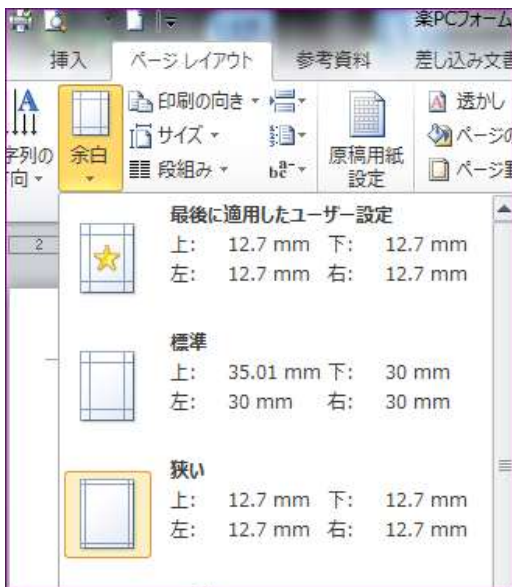 楽PCフォーム
挿入 ページ レイアウト 参考資料 差し込み文書
印刷の向き 透かし
字列の 余白 サイズ 原稿用紙 ページの
向 段組み 設定 ページ
2
最後に適用したユーザー設定
上: 12.7 mm 下: 12.7 mm
左: 12.7 mm 右: 12.7 mm
標準
上: 35.01 mm 下: 30 mm
左: 30 mm 右: 30 mm
狭い
上: 12.7 mm 下: 12.7 mm
左: 12.7 mm 右: 12.7 mm